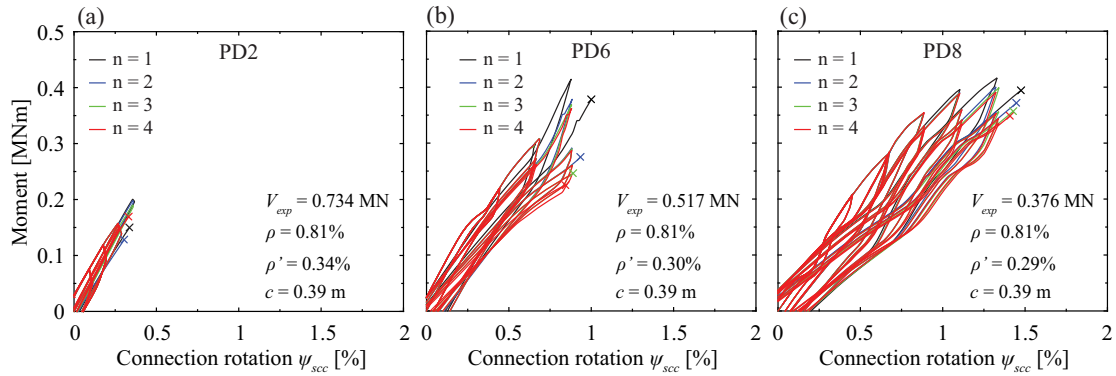 (a)
PD2
n = 1
n = 2
n = 3
n = 4
V_exp = 0.734 MN
ρ = 0.81%
ρ’ = 0.34%
c = 0.39 m
0.5
0.4
0.3
0.2
0.1
0
Moment [MNm]
0 0.5 1 1.5 2
Connection rotation ψ_scc [%]
(b)
PD6
n = 1
n = 2
n = 3
n = 4
V_exp = 0.517 MN
ρ = 0.81%
ρ’ = 0.30%
c = 0.39 m
0 0.5 1 1.5 2
Connection rotation ψ_scc [%]
(c)
PD8
n = 1
n = 2
n = 3
n = 4
V_exp = 0.376 MN
ρ = 0.81%
ρ’ = 0.29%
c = 0.39 m
0 0.5 1 1.5 2
Connection rotation ψ_scc [%]